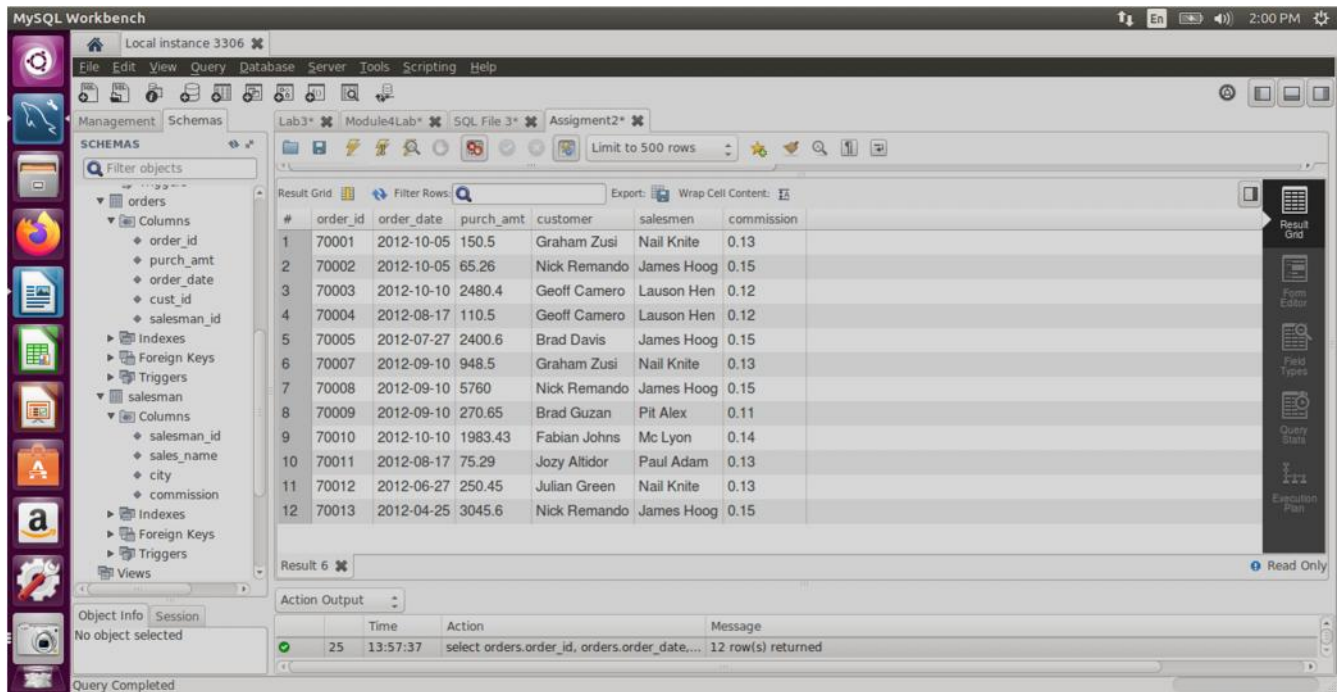 MySQL Workbench En 2:00 PM
Local instance 3306
File Edit View Query Database Server Tools Scripting Help
Management Schemas
Lab3* Module4Lab* SQL File 3* Assigment2*
SCHEMAS
Limit to 500 rows
Filter objects
orders
Columns
order_id
purch_amt
order_date
cust_id
salesman_id
Indexes
Foreign Keys
Triggers
salesman
Columns
salesman_id
sales_name
city
commission
Indexes
Foreign Keys
Triggers
Views
Object Info Session
No object selected
Result Grid Filter Rows: Export: Wrap Cell Content:
# order_id order_date purch_amt customer salesmen commission
1 70001 2012-10-05 150.5 Graham Zusi Nail Knite 0.13
2 70002 2012-10-05 65.26 Nick Remando James Hoog 0.15
3 70003 2012-10-10 2480.4 Geoff Camero Lauson Hen 0.12
4 70004 2012-08-17 110.5 Geoff Camero Lauson Hen 0.12
5 70005 2012-07-27 2400.6 Brad Davis James Hoog 0.15
6 70007 2012-09-10 948.5 Graham Zusi Nail Knite 0.13
7 70008 2012-09-10 5760 Nick Remando James Hoog 0.15
8 70009 2012-09-10 270.65 Brad Guzan Pit Alex 0.11
9 70010 2012-10-10 1983.43 Fabian Johns Mc Lyon 0.14
10 70011 2012-08-17 75.29 Jozy Altidor Paul Adam 0.13
11 70012 2012-06-27 250.45 Julian Green Nail Knite 0.13
12 70013 2012-04-25 3045.6 Nick Remando James Hoog 0.15
Result
Grid
Form
Editor
Field
Types
Query
Stats
Execution
Plan
Result 6 Read Only
Action Output
Time Action Message
25 13:57:37 select orders.order_id, orders.order_date,... 12 row(s) returned
Query Completed